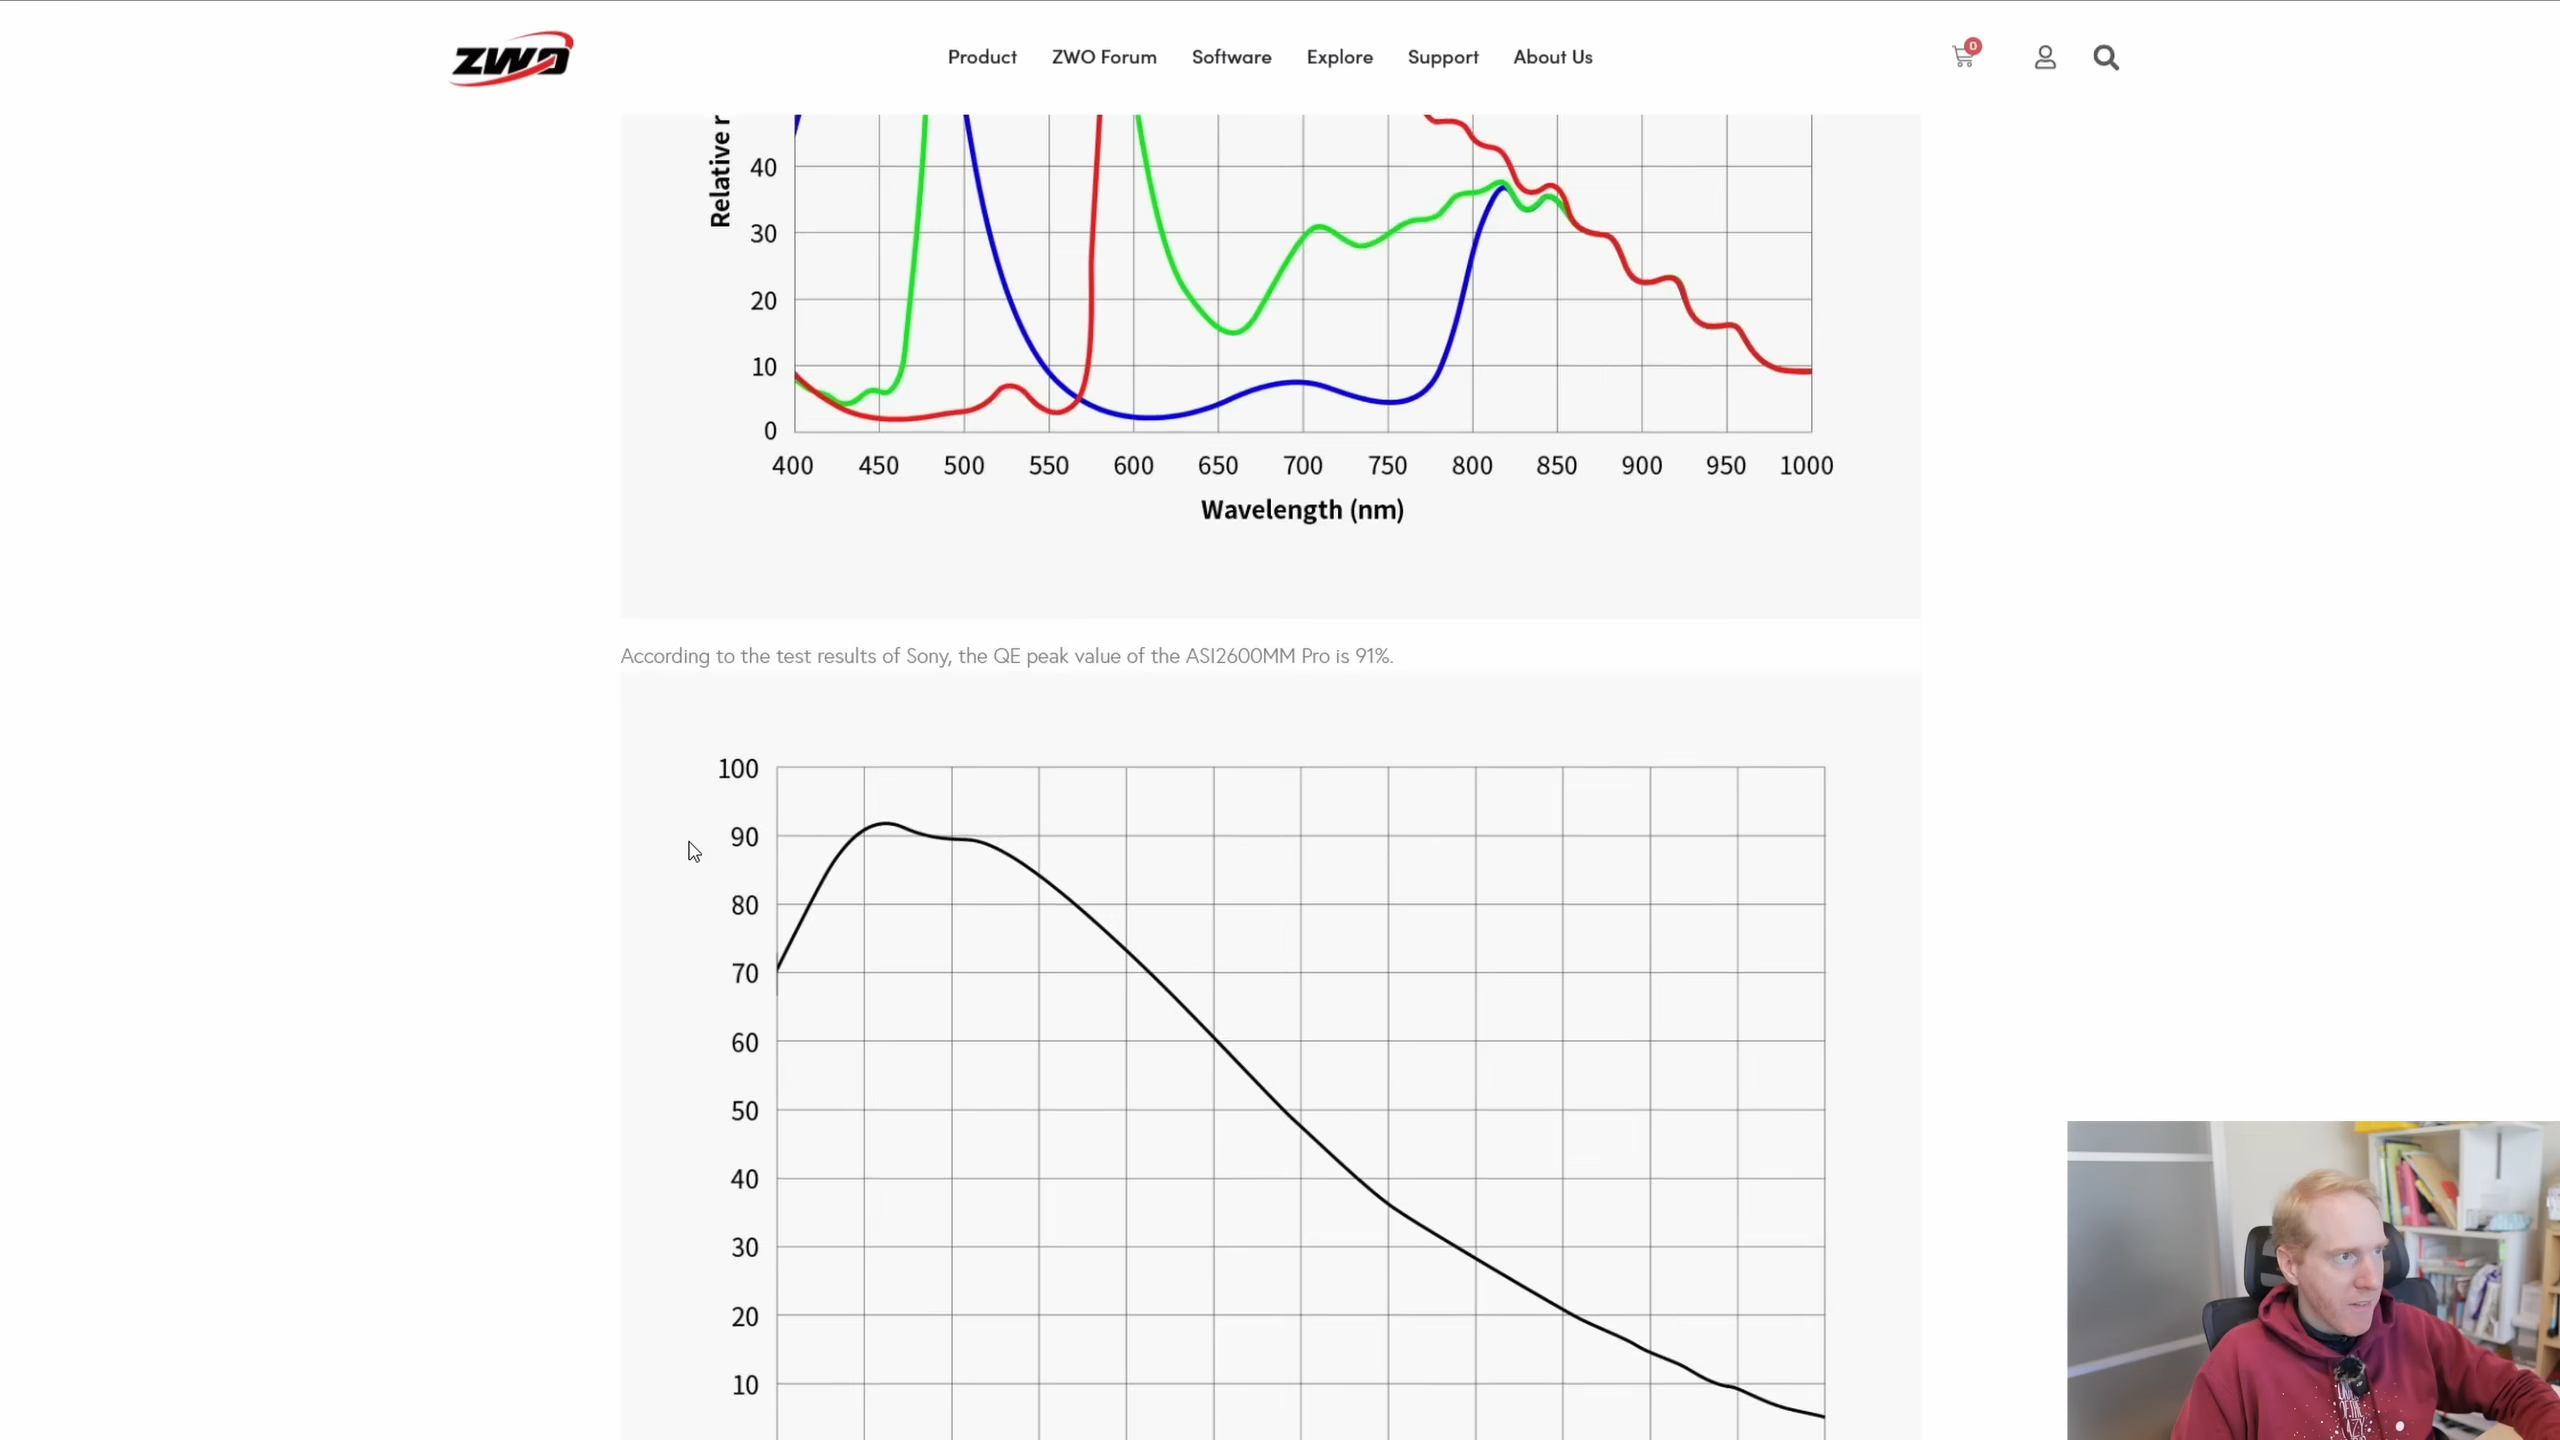 ZWO
Product ZWO Forum Software Explore Support About Us
0
Relative r
40
30
20
10
0
400 450 500 550 600 650 700 750 800 850 900 950 1000
Wavelength (nm)
According to the test results of Sony, the QE peak value of the ASI2600MM Pro is 91%.
100
90
80
70
60
50
40
30
20
10